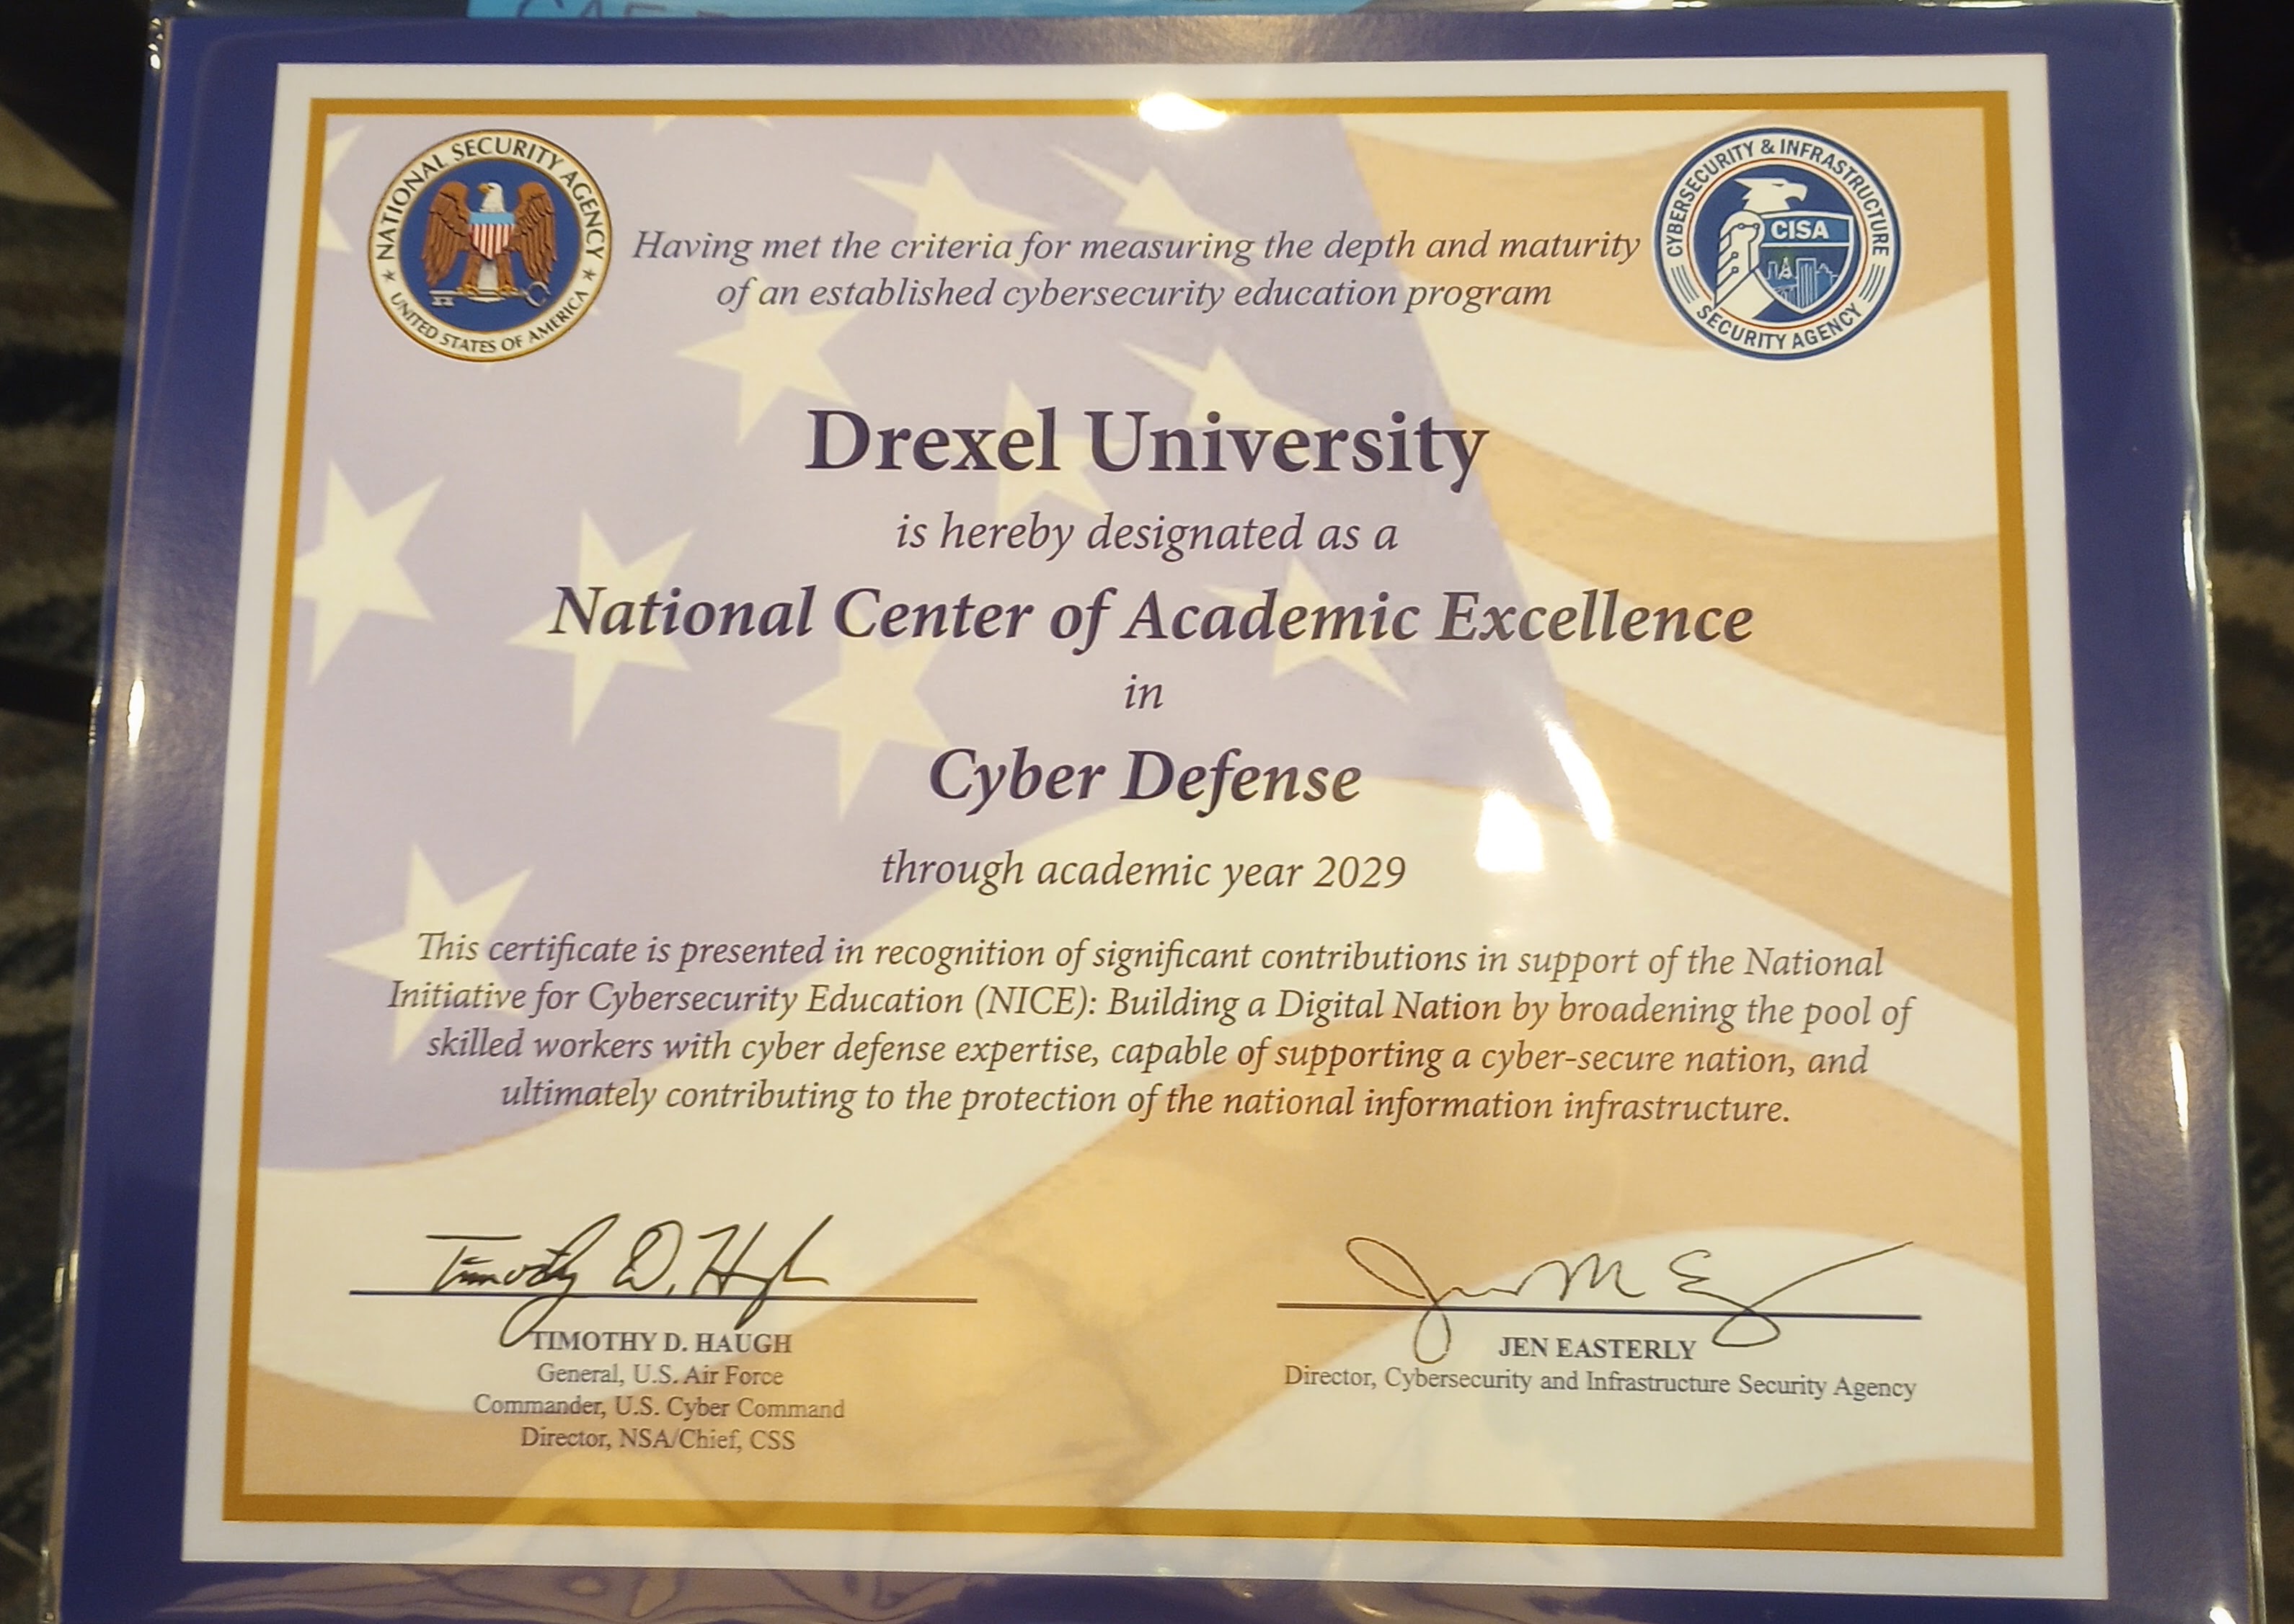 NATIONAL SECURITY AGENCY
UNITED STATES OF AMERICA
CYBERSECURITY & INFRASTRUCTURE
SECURITY AGENCY
CISA
Having met the criteria for measuring the depth and maturity
of an established cybersecurity education program
Drexel University
is hereby designated as a
National Center of Academic Excellence
in
Cyber Defense
through academic year 2029
This certificate is presented in recognition of significant contributions in support of the National
Initiative for Cybersecurity Education (NICE): Building a Digital Nation by broadening the pool of
skilled workers with cyber defense expertise, capable of supporting a cyber-secure nation, and
ultimately contributing to the protection of the national information infrastructure.
Timothy D. Haugh
TIMOTHY D. HAUGH
General, U.S. Air Force
Commander, U.S. Cyber Command
Director, NSA/Chief, CSS
JEN EASTERLY
Director, Cybersecurity and Infrastructure Security Agency